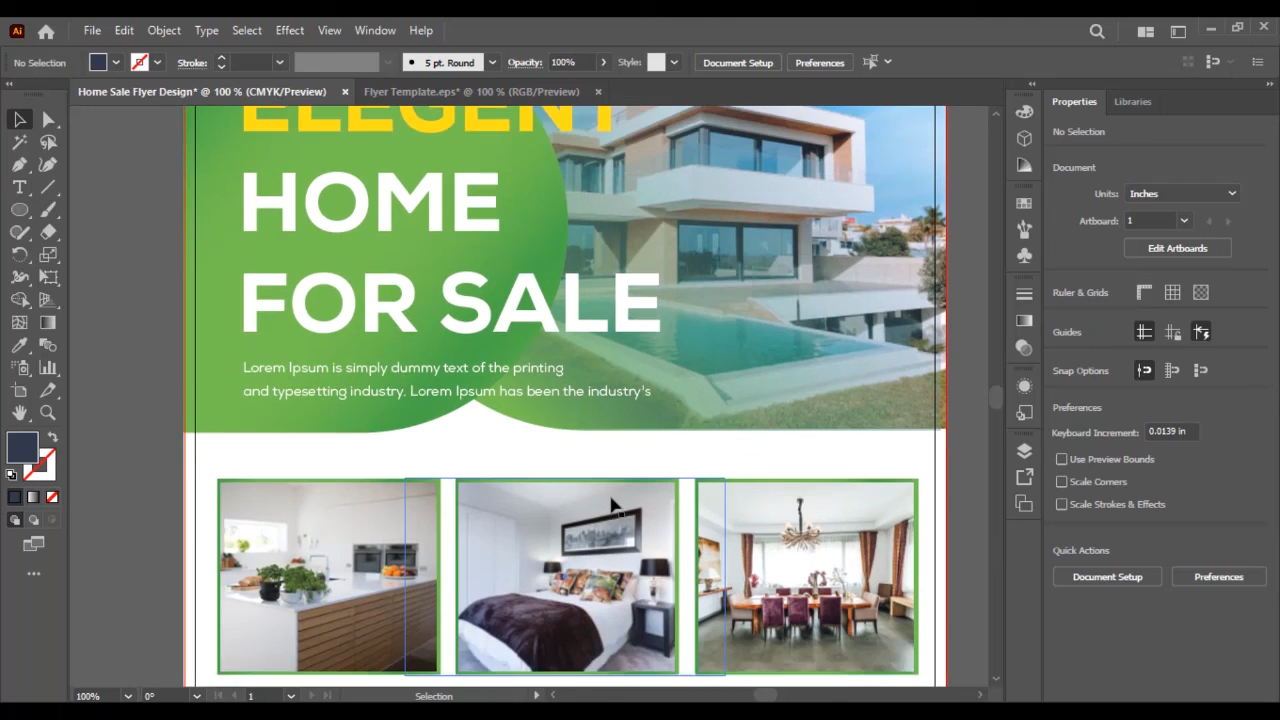 Ai File Edit Object Type Select Effect View Window Help
No Selection Stroke: 5 pt. Round Opacity: 100% Style: Document Setup Preferences
Home Sale Flyer Design* @ 100 % (CMYK/Preview) Flyer Template.eps* @ 100 % (RGB/Preview)
Properties Libraries
No Selection
Document
Units: Inches
Artboard: 1
Edit Artboards
Ruler & Grids
Guides
Snap Options
Preferences
Keyboard Increment: 0.0139 in
Use Preview Bounds
Scale Corners
Scale Strokes & Effects
Quick Actions
Document Setup Preferences
ELEGENT
HOME
FOR SALE
Lorem Ipsum is simply dummy text of the printing
and typesetting industry. Lorem Ipsum has been the industry's
100% 0° 1 Selection